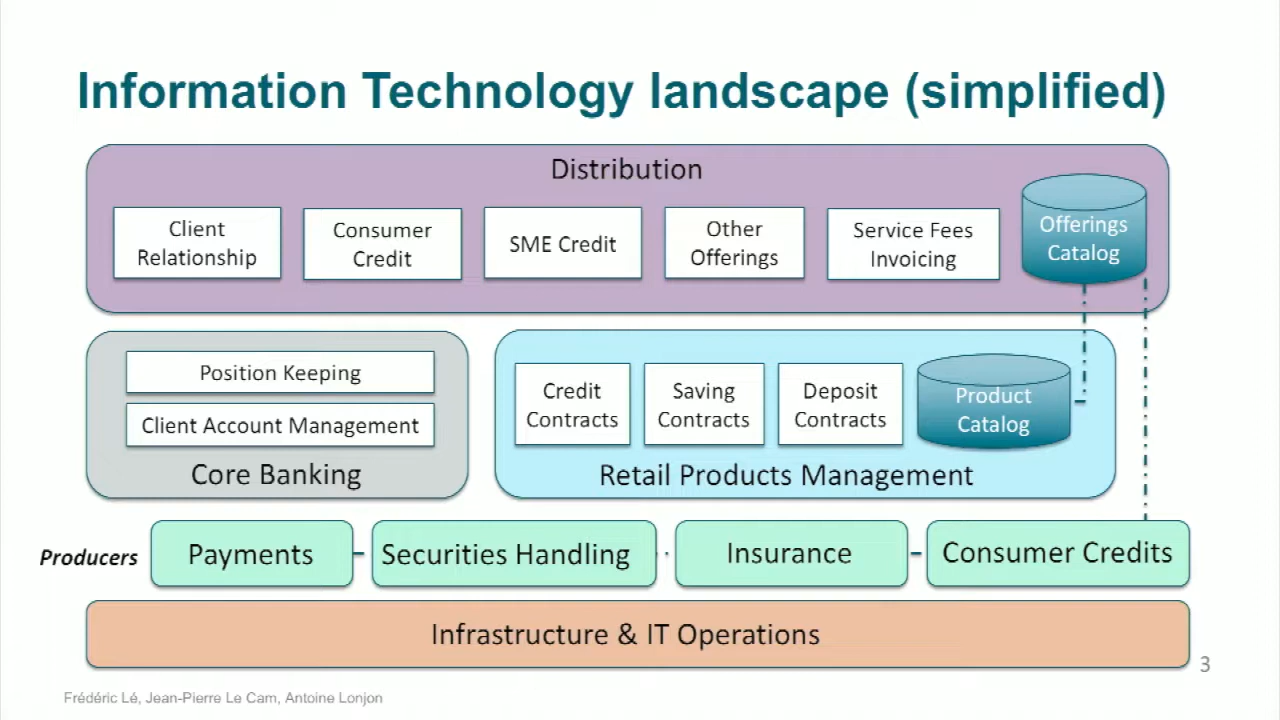 Information Technology landscape (simplified)
Distribution
Client
Relationship
Consumer
Credit
SME Credit
Other
Offerings
Service Fees
Invoicing
Offerings
Catalog
Position Keeping
Client Account Management
Core Banking
Credit
Contracts
Saving
Contracts
Deposit
Contracts
Product
Catalog
Retail Products Management
Producers
Payments
Securities Handling
Insurance
Consumer Credits
Infrastructure & IT Operations
3
Frédéric Lé, Jean-Pierre Le Cam, Antoine Lonjon